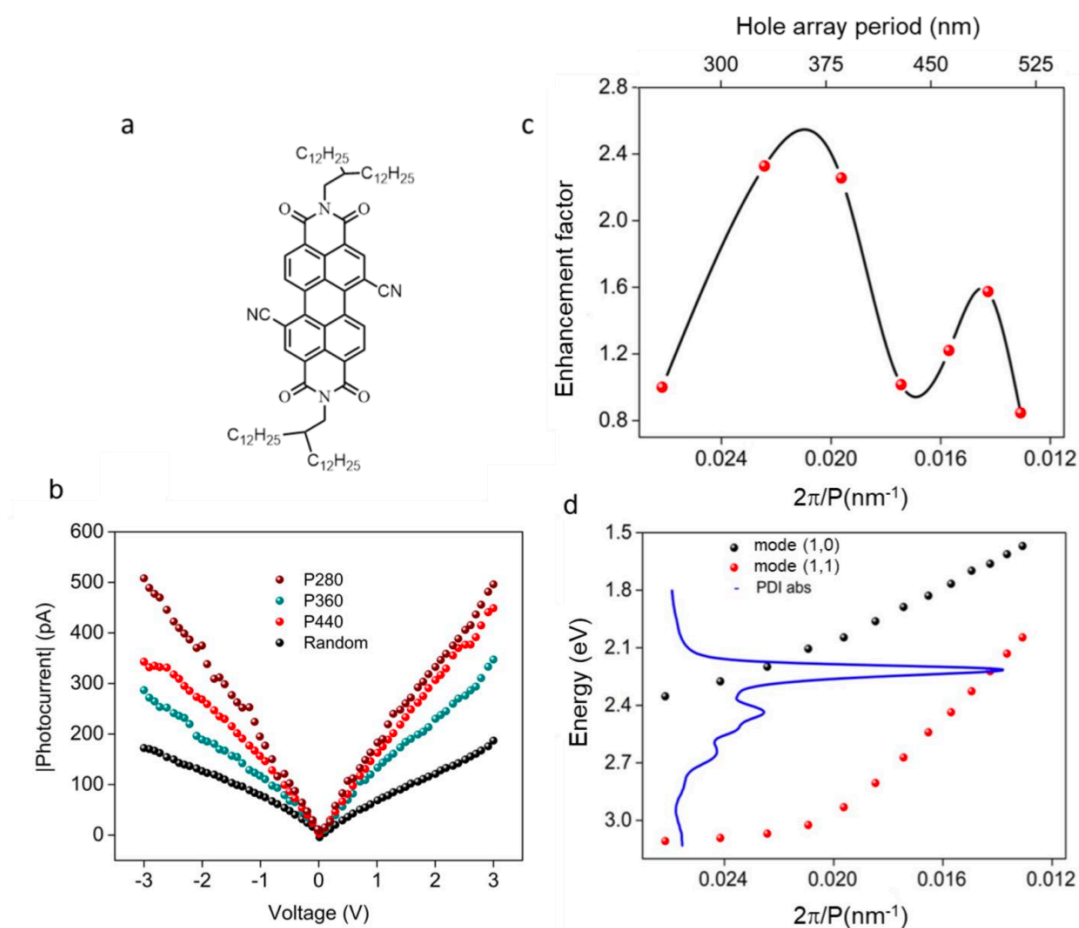 a
C12H25
C12H25
O N O
CN
NC
O N O
C12H25
C12H25
b
600
500
400
300
200
100
0
|Photocurrent| (pA)
P280
P360
P440
Random
-3 -2 -1 0 1 2 3
Voltage (V)
Hole array period (nm)
300 375 450 525
c
2.8
2.4
2.0
1.6
1.2
0.8
Enhancement factor
0.024 0.020 0.016 0.012
2π/P(nm-1)
d
1.5
1.8
2.1
2.4
2.7
3.0
Energy (eV)
mode (1,0)
mode (1,1)
PDI abs
0.024 0.020 0.016 0.012
2π/P(nm-1)